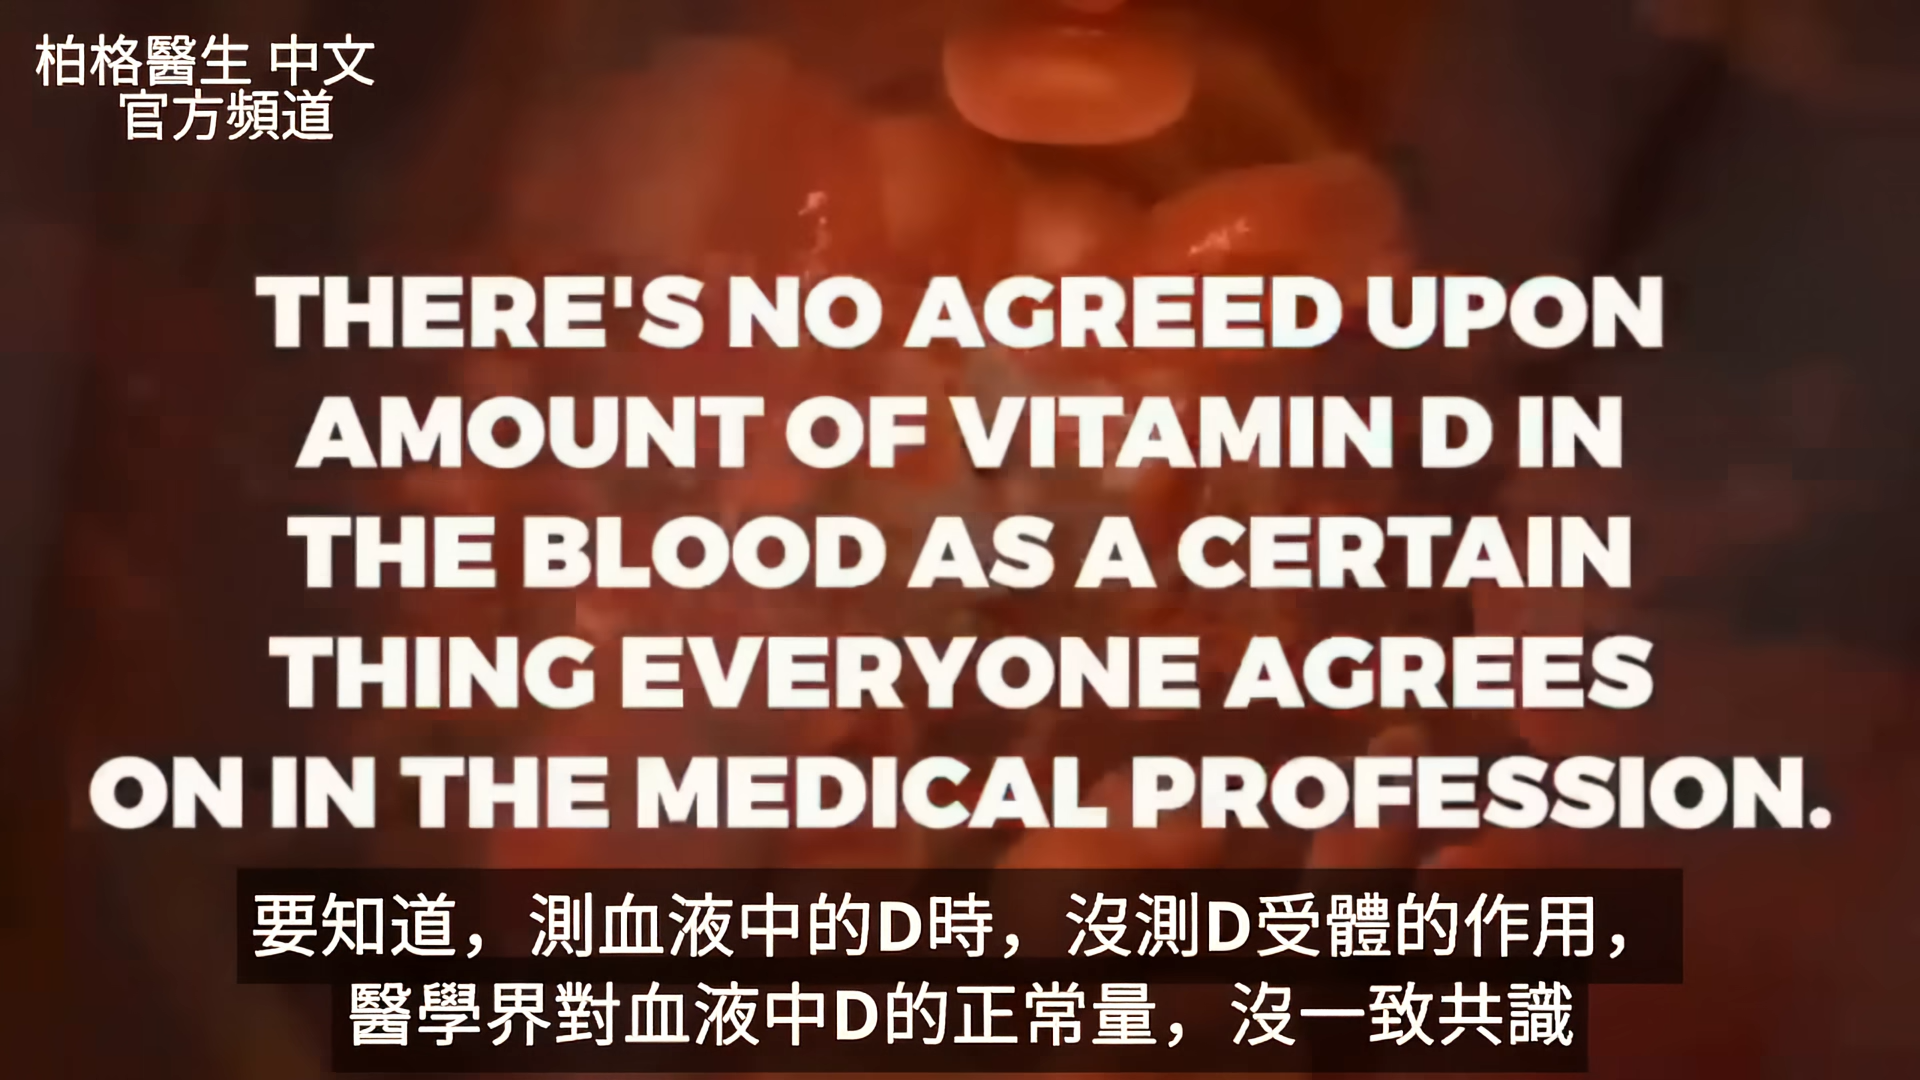 柏格醫生 中文
官方頻道
THERE'S NO AGREED UPON
AMOUNT OF VITAMIN D IN
THE BLOOD AS A CERTAIN
THING EVERYONE AGREES
ON IN THE MEDICAL PROFESSION.
要知道，測血液中的D時，沒測D受體的作用，
醫學界對血液中D的正常量，沒一致共識